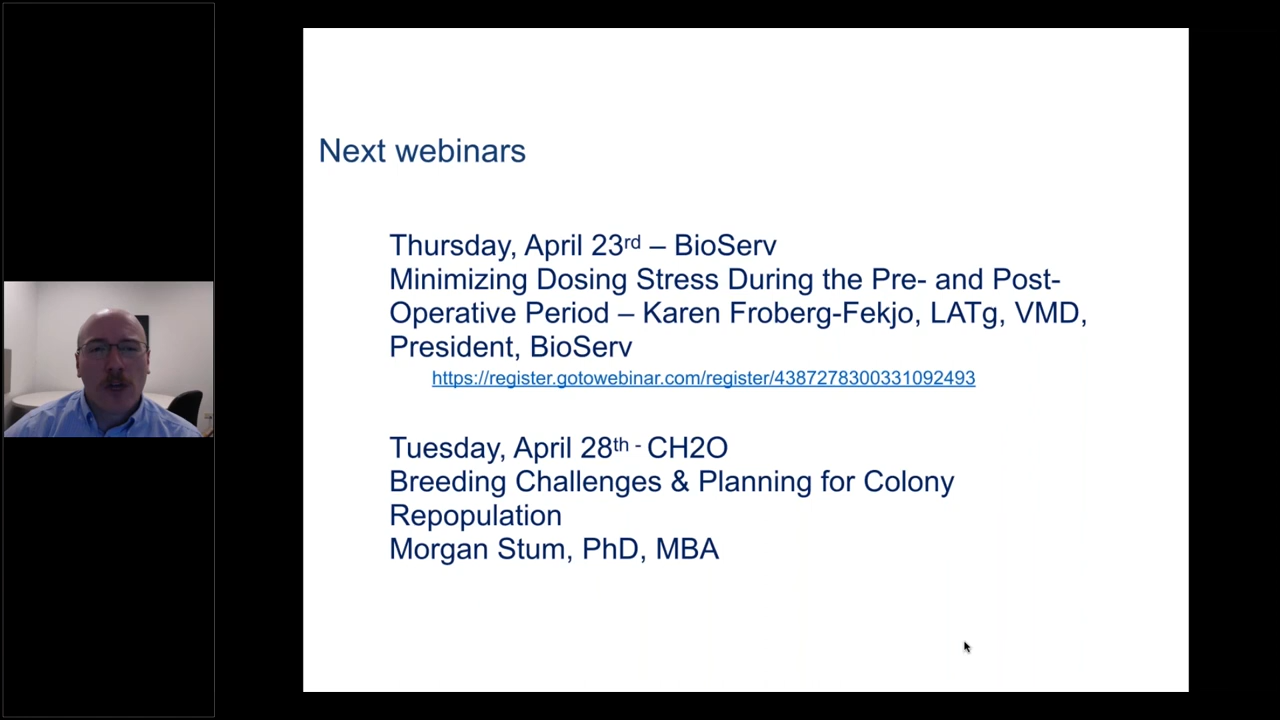 Next webinars
Thursday, April 23rd – BioServ
Minimizing Dosing Stress During the Pre- and Post-
Operative Period – Karen Froberg-Fekjo, LATg, VMD,
President, BioServ
https://register.gotowebinar.com/register/4387278300331092493
Tuesday, April 28th - CH2O
Breeding Challenges & Planning for Colony
Repopulation
Morgan Stum, PhD, MBA